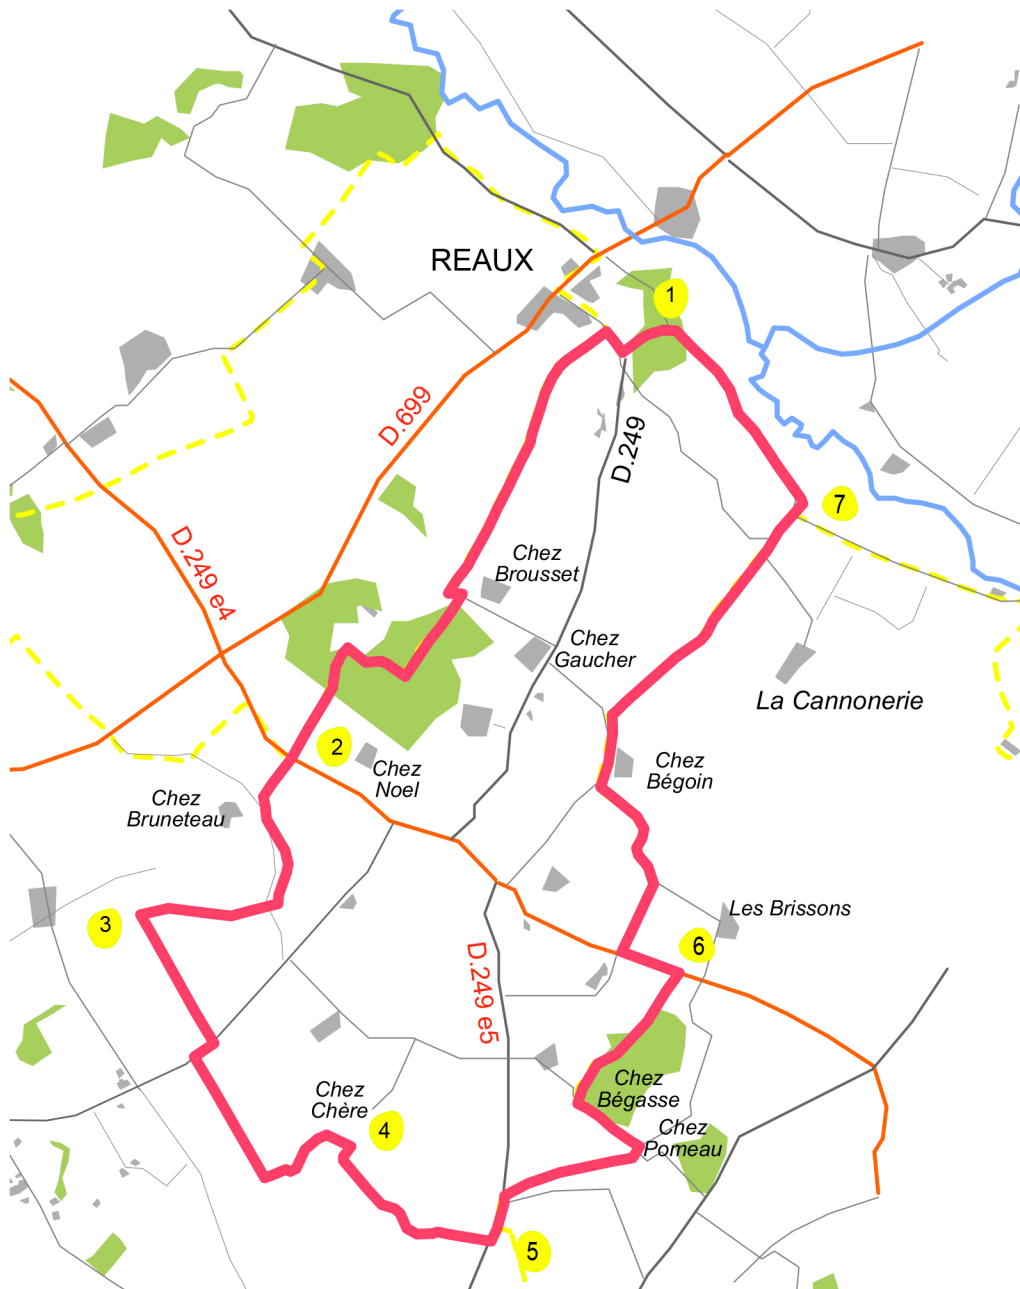 REAUX
1
D.699
D.249
7
D.249 e4
Chez
Brousset
Chez
Gaucher
La Cannonerie
2
Chez
Noel
Chez
Bégoin
Chez
Bruneteau
3
Les Brissons
6
D.249 e5
Chez
Bégasse
Chez
Chère
4
Chez
Pomeau
5